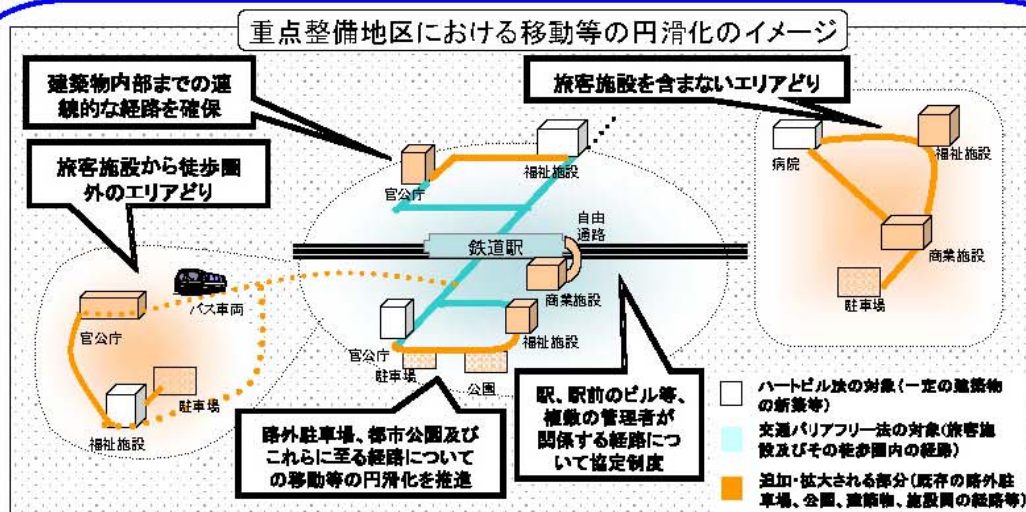 重点整備地区における移動等の円滑化のイメージ
建築物内部までの連
続的な経路を確保
旅客施設を含まないエリアどり
旅客施設から徒歩圏
外のエリアどり
官公庁
福祉施設
自由
通路
鉄道駅
商業施設
官公庁
駐車場
公園
福祉施設
病院
福祉施設
商業施設
駐車場
バス車両
官公庁
駐車場
福祉施設
路外駐車場、都市公園及び
これらに至る経路について
の移動等の円滑化を推進
駅、駅前のビル等、
複数の管理者が
関係する経路につ
いて協定制度
ハートビル法の対象(一定の建築物
の新築等)
交通バリアフリー法の対象(旅客施
設及びその徒歩圏内の経路)
追加・拡大される部分(既存の路外駐
車場、公園、建築物、施設間の経路等)